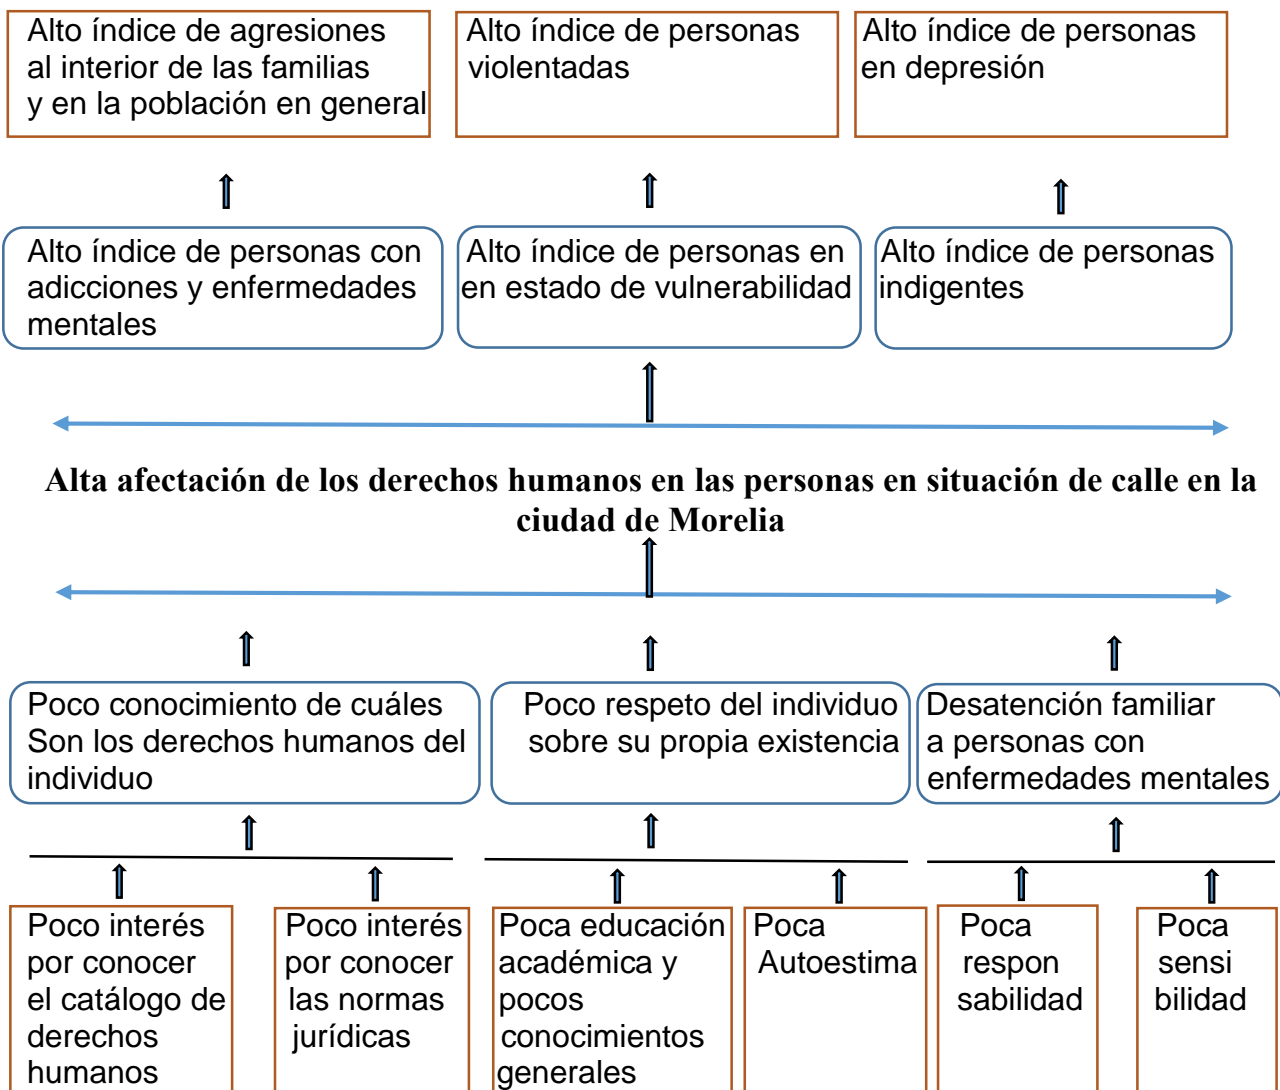 Alto índice de agresiones
al interior de las familias
y en la población en general
Alto índice de personas
violentadas
Alto índice de personas
en depresión
Alto índice de personas con
adicciones y enfermedades
mentales
Alto índice de personas en
en estado de vulnerabilidad
Alto índice de personas
indigentes
Alta afectación de los derechos humanos en las personas en situación de calle en la
ciudad de Morelia
Poco conocimiento de cuáles
Son los derechos humanos del
individuo
Poco respeto del individuo
sobre su propia existencia
Desatención familiar
a personas con
enfermedades mentales
Poco interés
por conocer
el catálogo de
derechos
humanos
Poco interés
por conocer
las normas
jurídicas
Poca educación
académica y
pocos
conocimientos
generales
Poca
Autoestima
Poca
respon
sabilidad
Poca
sensi
bilidad